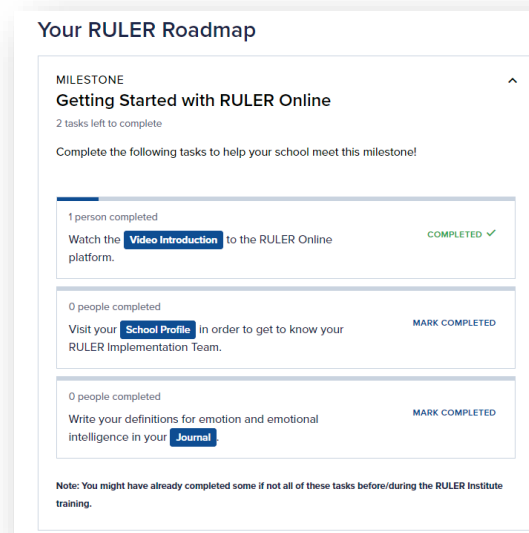 Your RULER Roadmap
MILESTONE
Getting Started with RULER Online
2 tasks left to complete
Complete the following tasks to help your school meet this milestone!
1 person completed
Watch the Video Introduction to the RULER Online
platform.
COMPLETED ✓
0 people completed
Visit your School Profile in order to get to know your
RULER Implementation Team.
MARK COMPLETED
0 people completed
Write your definitions for emotion and emotional
intelligence in your Journal.
MARK COMPLETED
Note: You might have already completed some if not all of these tasks before/during the RULER Institute
training.